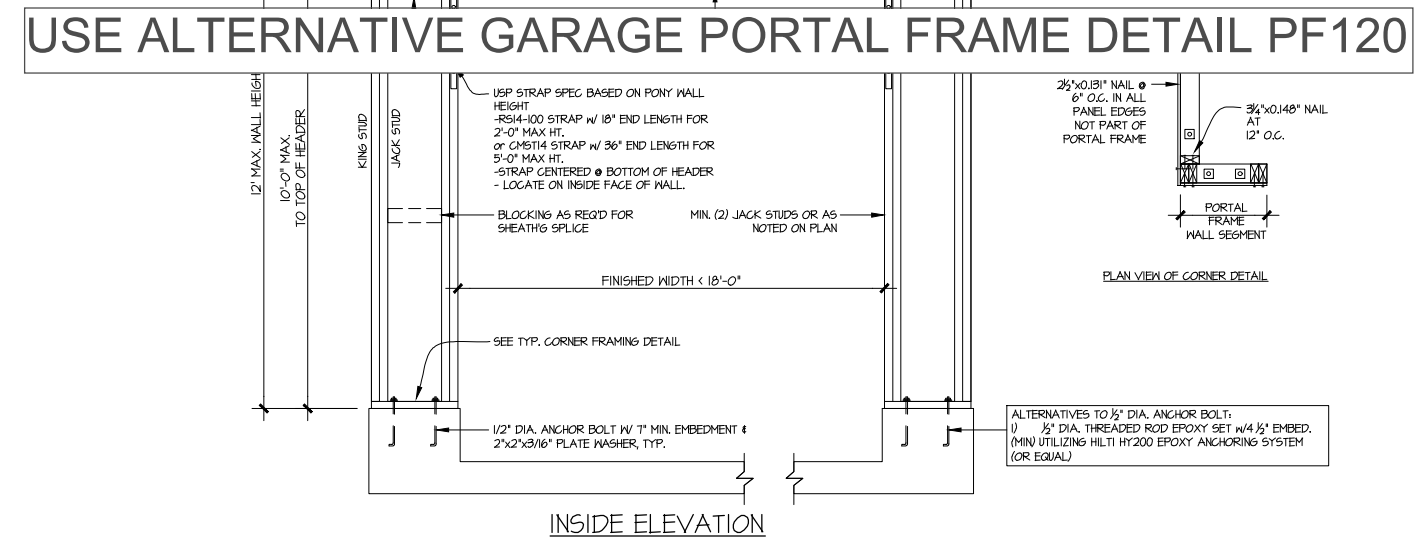 USE ALTERNATIVE GARAGE PORTAL FRAME DETAIL PF120
12' MAX. WALL HEIGH
10'-0" MAX.
TO TOP OF HEADER
KING STUD
JACK STUD
USP STRAP SPEC BASED ON PONY WALL
HEIGHT
-RS14-100 STRAP W/ 18" END LENGTH FOR
2'-0" MAX HT.
or CMST14 STRAP W/ 36" END LENGTH FOR
5'-0" MAX HT.
-STRAP CENTERED @ BOTTOM OF HEADER
- LOCATE ON INSIDE FACE OF WALL.
BLOCKING AS REQ'D FOR
SHEATH'G SPLICE
MIN. (2) JACK STUDS OR AS
NOTED ON PLAN
FINISHED WIDTH < 18'-0"
SEE TYP. CORNER FRAMING DETAIL
1/2" DIA. ANCHOR BOLT W/ 7" MIN. EMBEDMENT &
2"x2"x3/16" PLATE WASHER, TYP.
INSIDE ELEVATION
2½"x0.131" NAIL @
6" O.C. IN ALL
PANEL EDGES
NOT PART OF
PORTAL FRAME
3¼"x0.148" NAIL
AT
12" O.C.
PORTAL
FRAME
WALL SEGMENT
PLAN VIEW OF CORNER DETAIL
ALTERNATIVES TO ½" DIA. ANCHOR BOLT:
1) ½" DIA. THREADED ROD EPOXY SET W/4 ½" EMBED.
(MIN) UTILIZING HILTI HY200 EPOXY ANCHORING SYSTEM
(OR EQUAL)